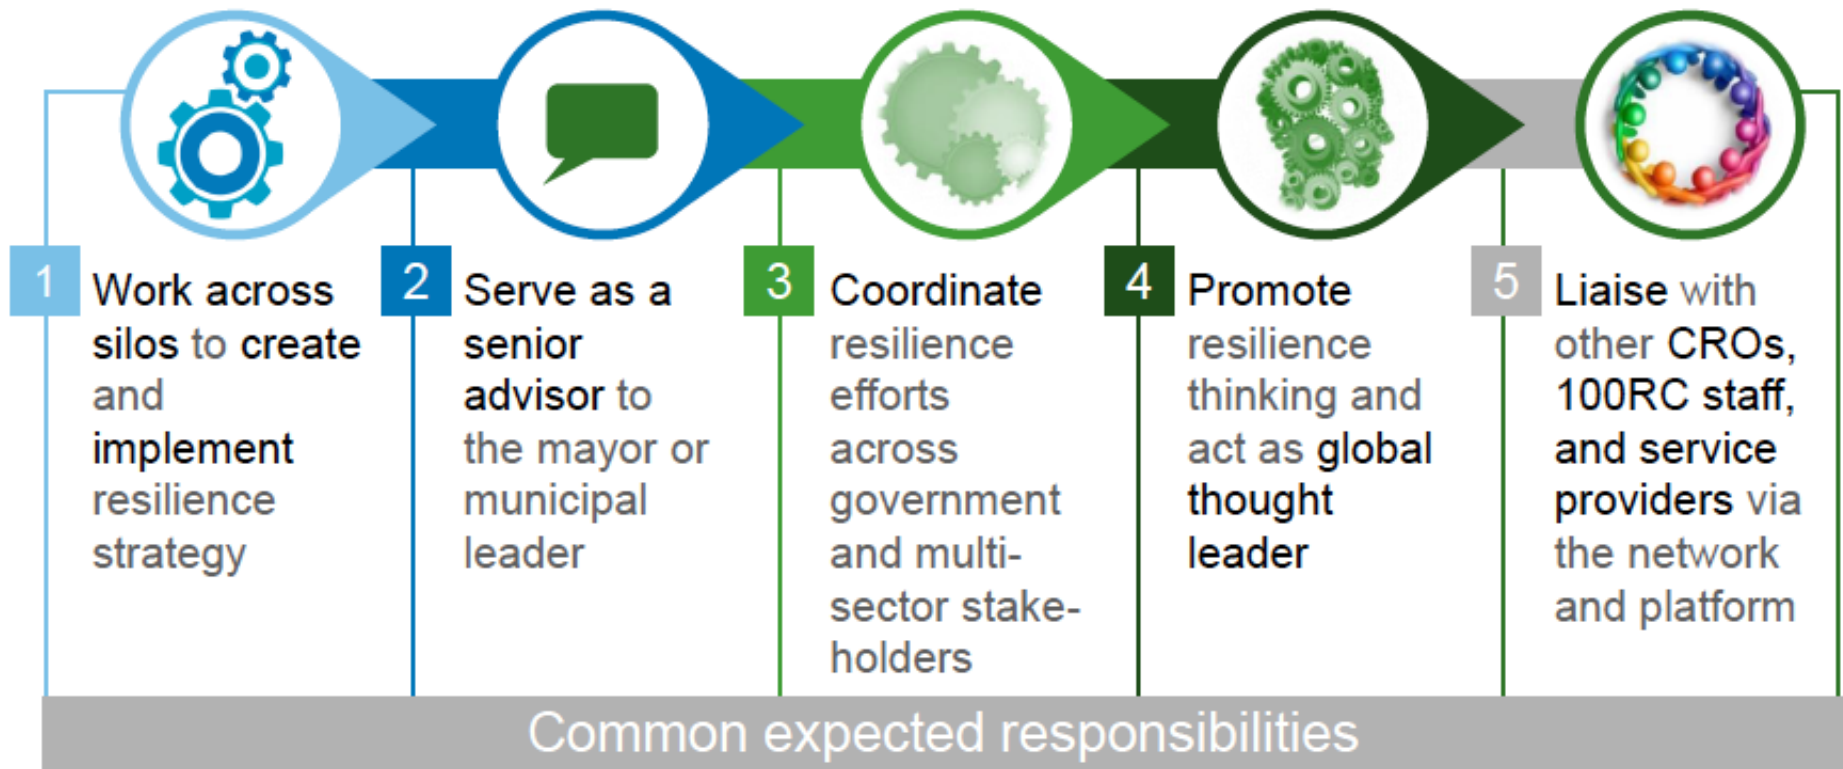 1
Work across
silos to create
and
implement
resilience
strategy
2
Serve as a
senior
advisor to
the mayor or
municipal
leader
3
Coordinate
resilience
efforts
across
government
and multi-
sector stake-
holders
4
Promote
resilience
thinking and
act as global
thought
leader
5
Liaise with
other CROs,
100RC staff,
and service
providers via
the network
and platform
Common expected responsibilities